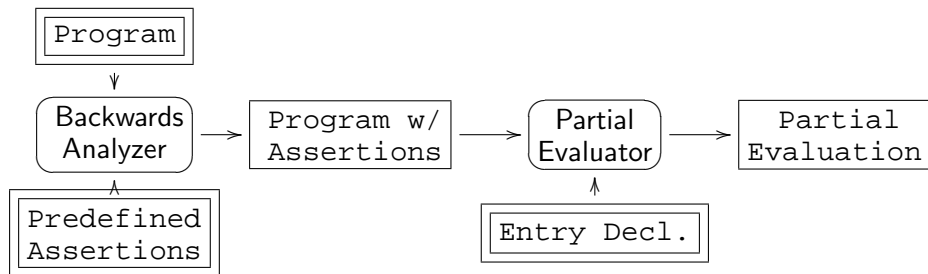 Program
Backwards
Analyzer
Program w/
Assertions
Partial
Evaluator
Partial
Evaluation
Predefined
Assertions
Entry Decl.